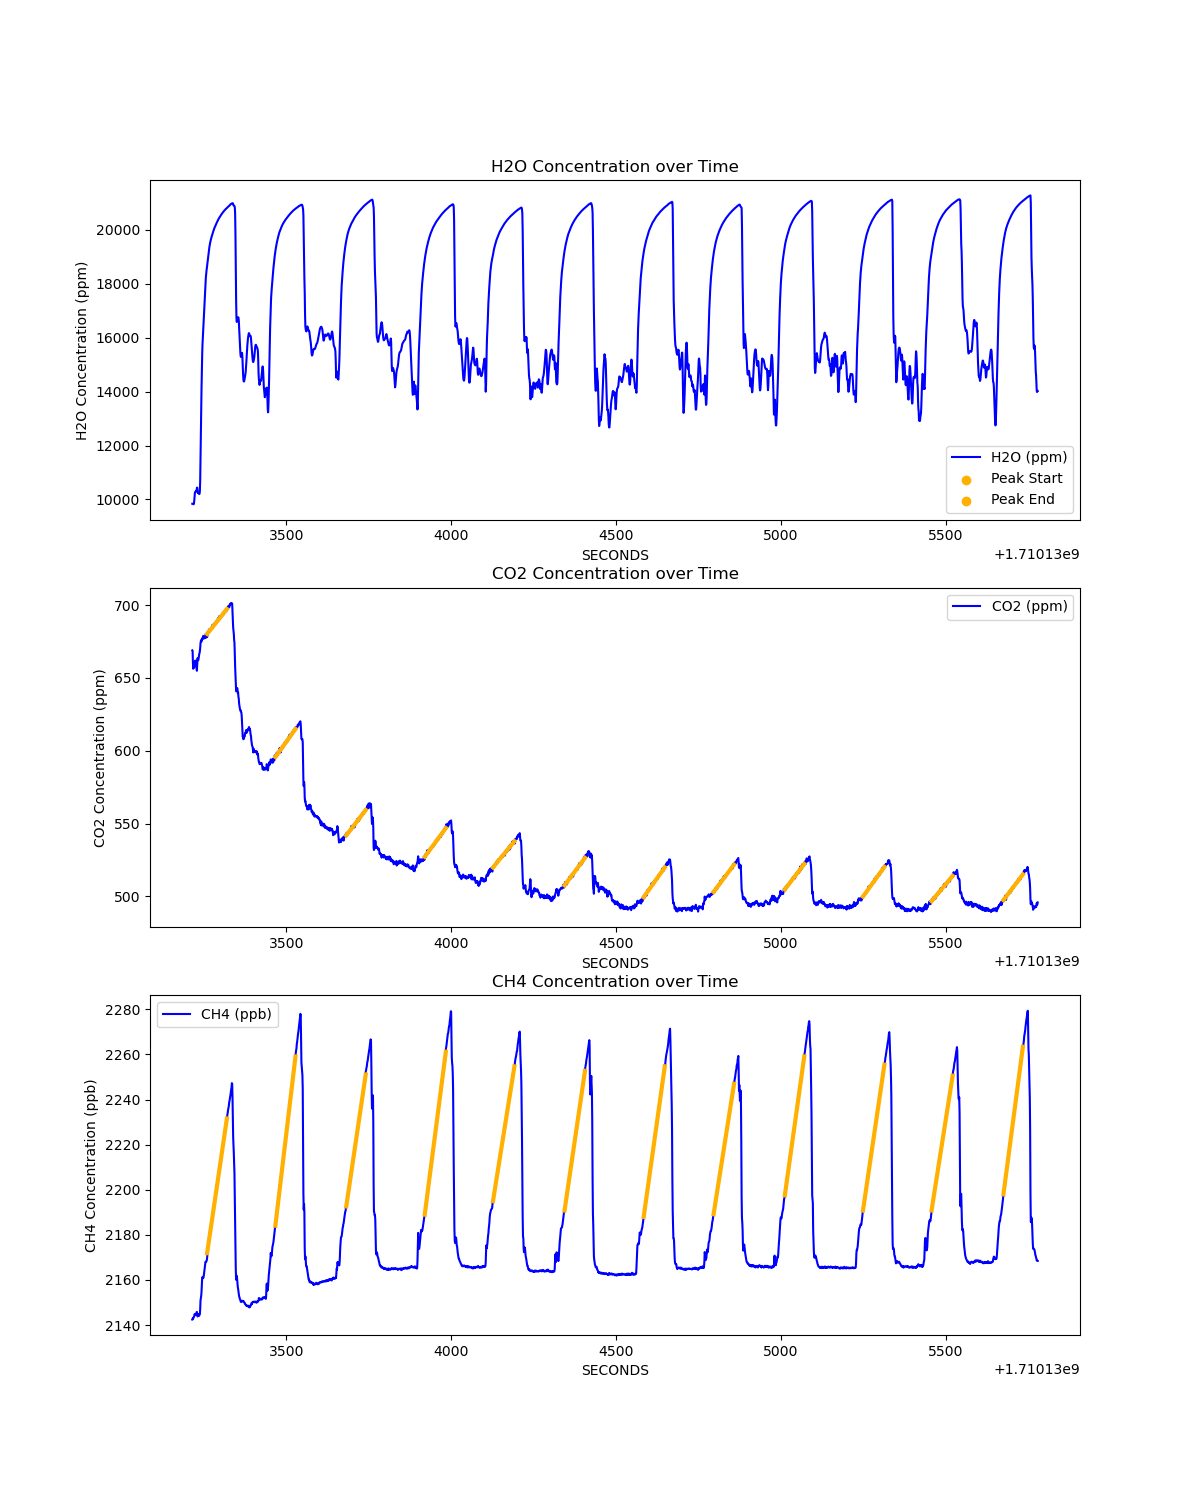 H2O Concentration over Time
H2O Concentration (ppm)
20000
18000
16000
14000
12000
10000
H2O (ppm)
Peak Start
Peak End
3500 4000 4500 5000 5500
SECONDS
+1.71013e9
CO2 Concentration over Time
CO2 Concentration (ppm)
700
650
600
550
500
CO2 (ppm)
3500 4000 4500 5000 5500
SECONDS
+1.71013e9
CH4 Concentration over Time
CH4 Concentration (ppb)
2280
2260
2240
2220
2200
2180
2160
2140
CH4 (ppb)
3500 4000 4500 5000 5500
SECONDS
+1.71013e9